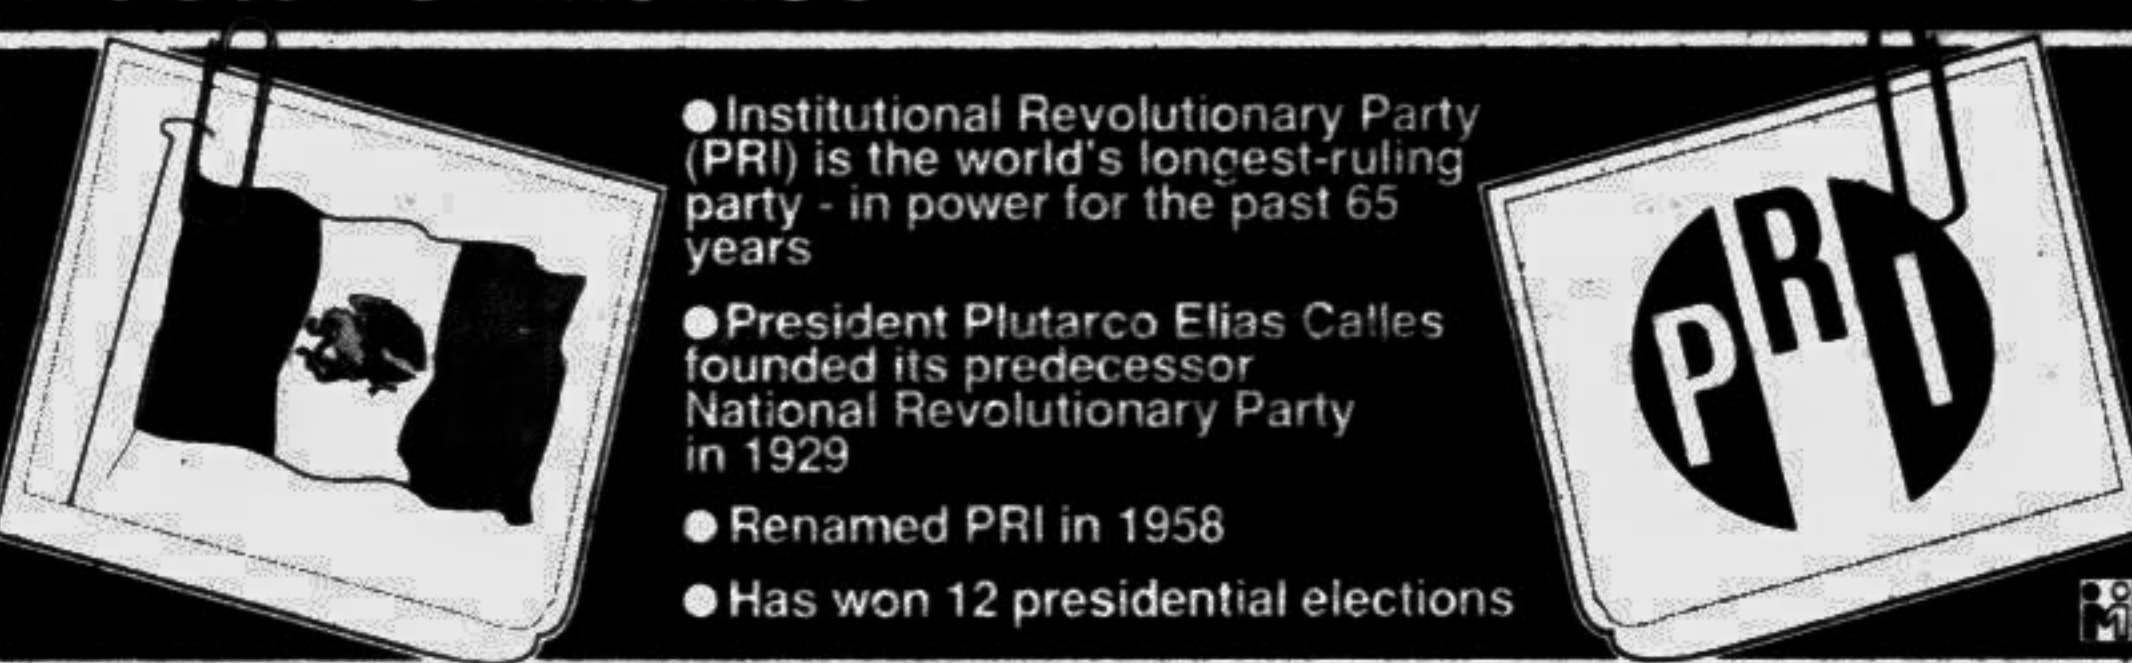 ●Institutional Revolutionary Party
(PRI) is the world's longest-ruling
party - in power for the past 65
years
●President Plutarco Elias Calles
founded its predecessor
National Revolutionary Party
in 1929
●Renamed PRI in 1958
●Has won 12 presidential elections
PRI